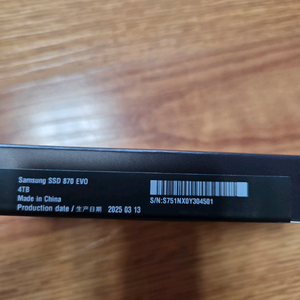 Samsung SSD 870 EVO
4TB
Made in China
Production date / 生产日期 2025 03 13
S/N:S751NX0Y304501